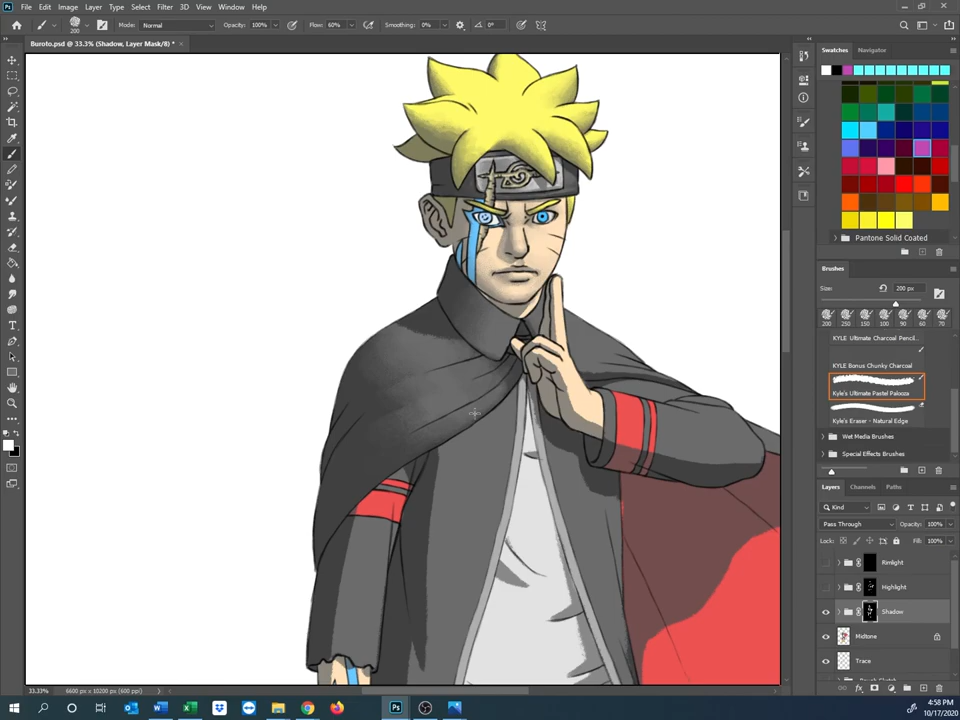 File Edit Image Layer Type Select Filter 3D View Window Help
200 Mode: Normal Opacity: 100% Flow: 60% Smoothing: 0% 0°
Buroto.psd @ 33.3% (Shadow, Layer Mask/8) *
Swatches Navigator
Pantone Solid Coated
Brushes
Size: 200 px
200 250 150 100 90 60 70
KYLE Ultimate Charcoal Pencil...
KYLE Bonus Chunky Charcoal
Kyle's Ultimate Pastel Palooza
Kyle's Eraser - Natural Edge
Wet Media Brushes
Special Effects Brushes
Layers Channels Paths
Kind
Pass Through Opacity: 100%
Lock: Fill: 100%
Rimlight
Highlight
Shadow
Midtone
Trace
33.33% 6600 px x 10200 px (600 ppi)
4:58 PM
10/17/2020